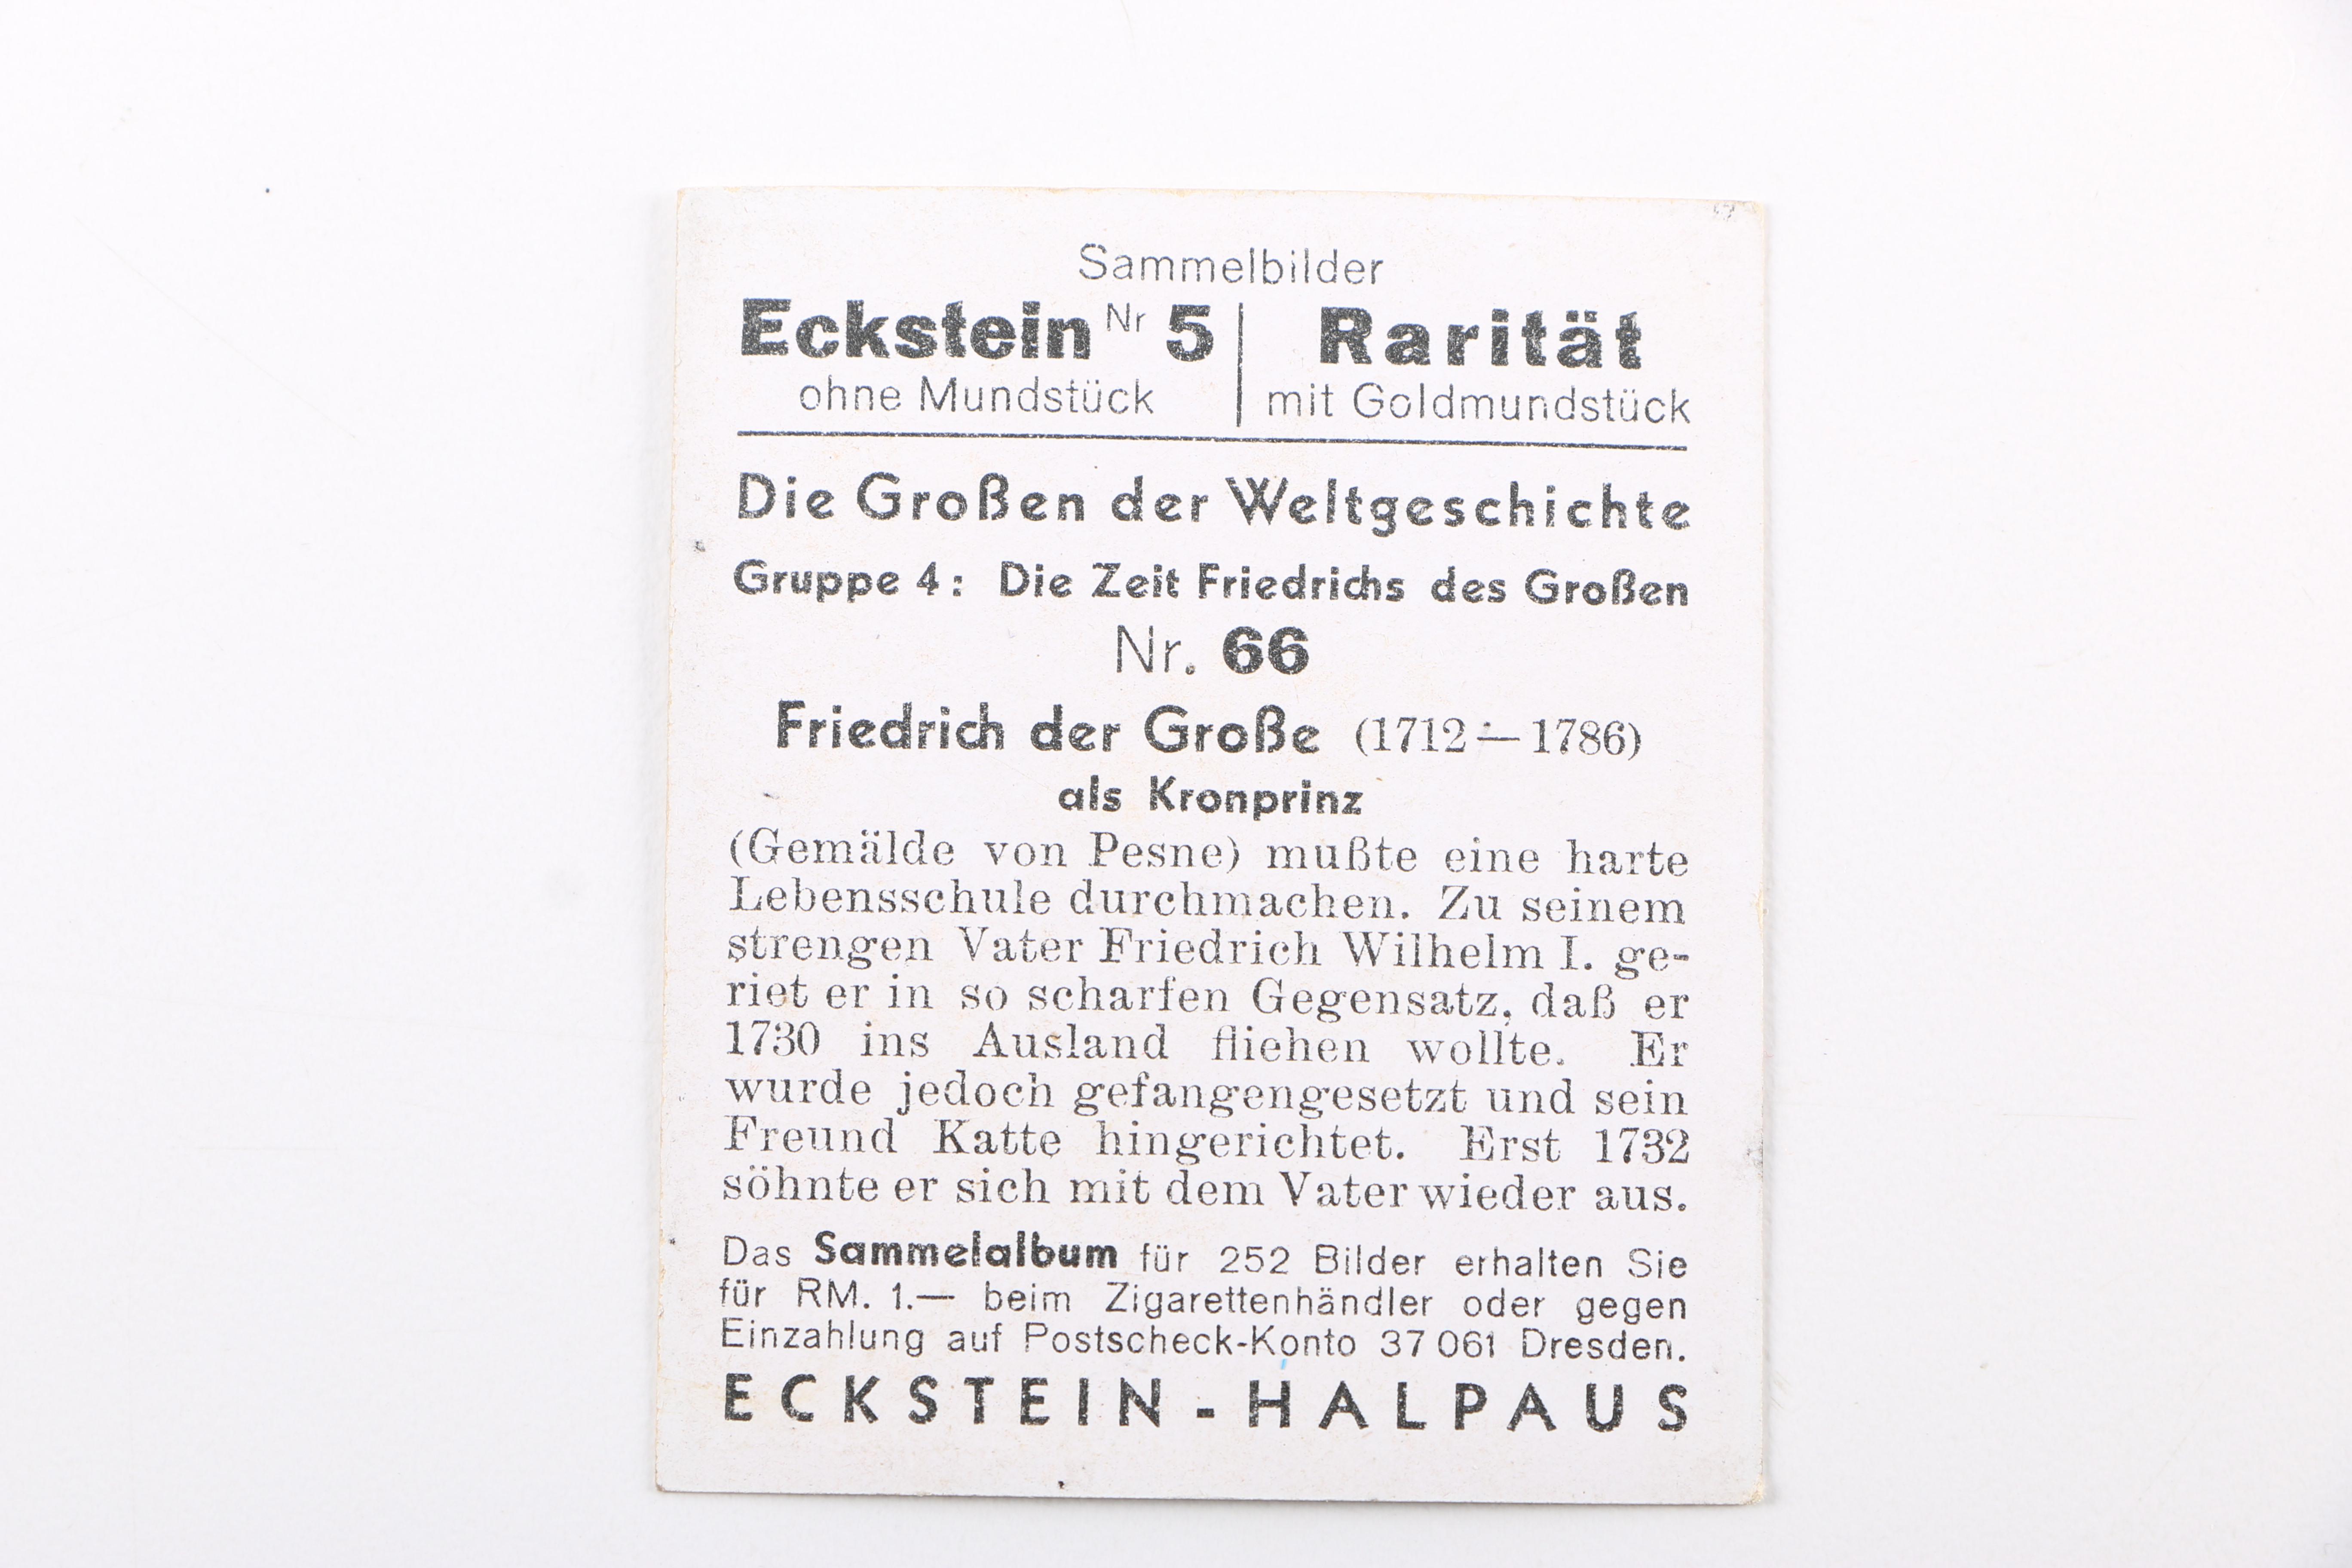 Sammelbilder
Eckstein Nr 5 | Rarität
ohne Mundstück | mit Goldmundstück
Die Großen der Weltgeschichte
Gruppe 4: Die Zeit Friedrichs des Großen
Nr. 66
Friedrich der Große (1712—1786)
als Kronprinz
(Gemälde von Pesne) mußte eine harte
Lebensschule durchmachen. Zu seinem
strengen Vater Friedrich Wilhelm I. ge-
riet er in so scharfen Gegensatz, daß er
1730 ins Ausland fliehen wollte. Er
wurde jedoch gefangengesetzt und sein
Freund Katte hingerichtet. Erst 1732
söhnte er sich mit dem Vater wieder aus.
Das Sammelalbum für 252 Bilder erhalten Sie
für RM. 1.— beim Zigarettenhändler oder gegen
Einzahlung auf Postscheck-Konto 37 061 Dresden.
ECKSTEIN-HALPAUS